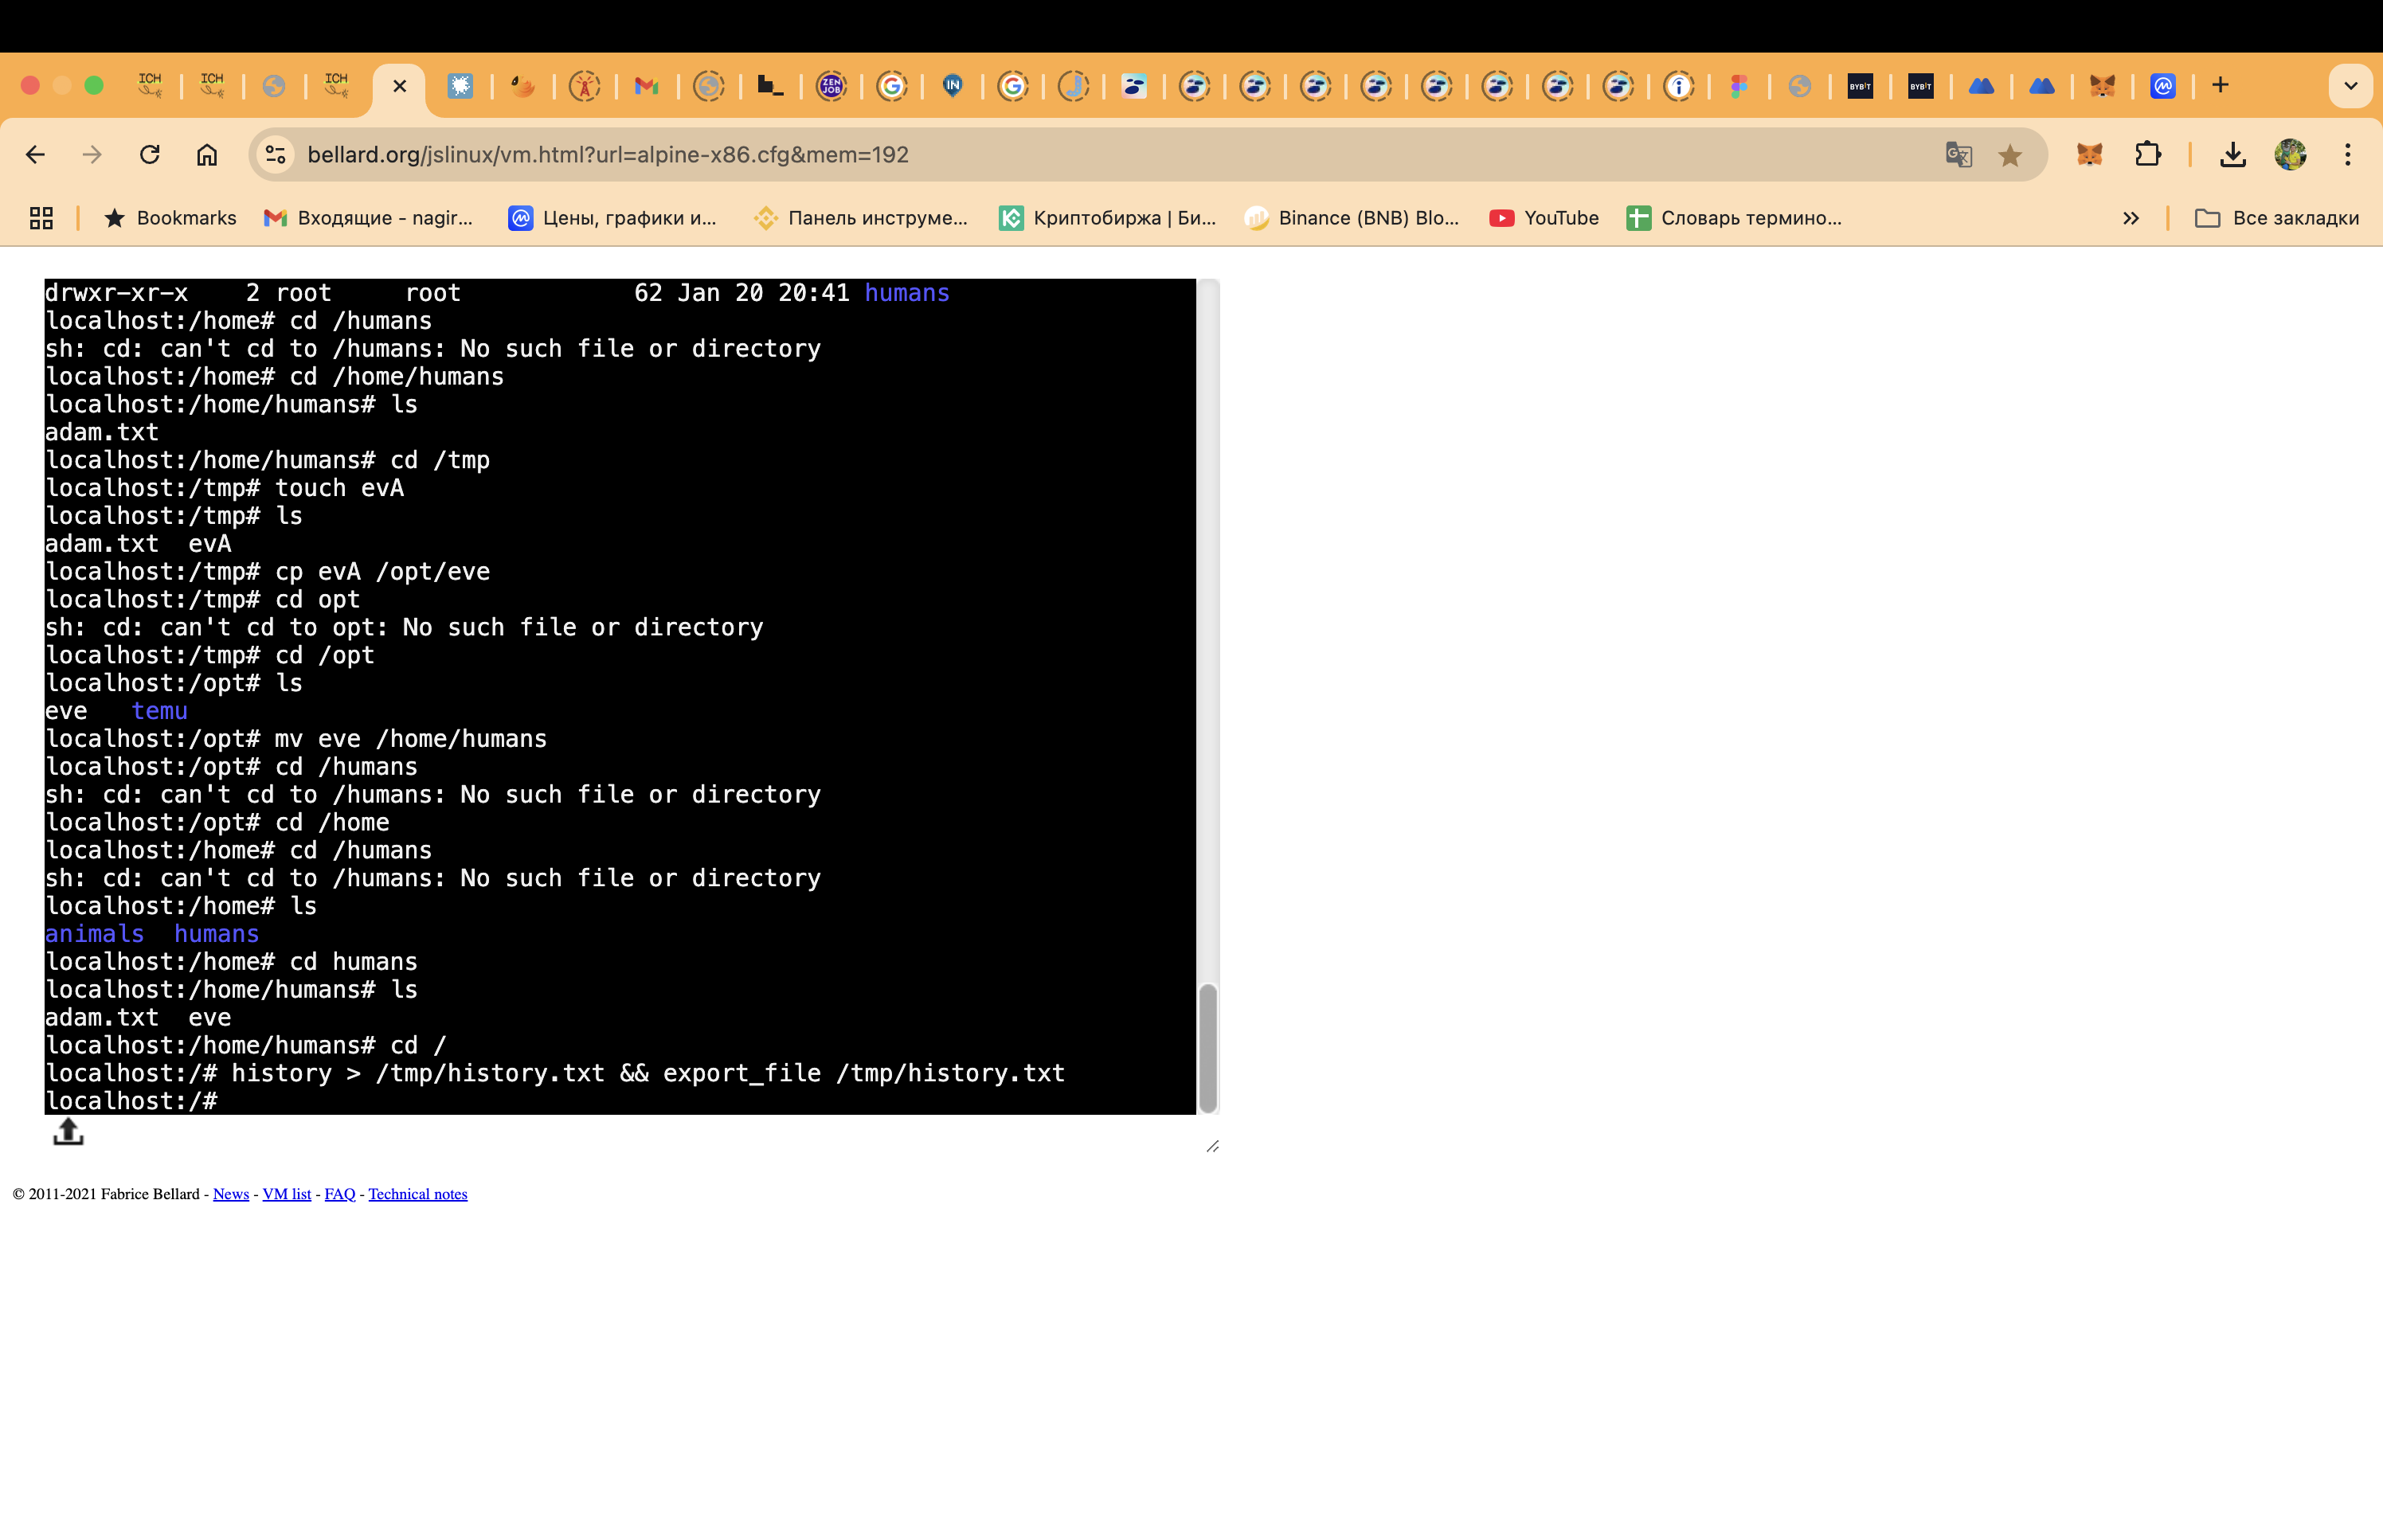 ICH ICH ICH ZEN JOB IN BYBIT BYBIT
bellard.org/jslinux/vm.html?url=alpine-x86.cfg&mem=192
Bookmarks Входящие - nagir... Цены, графики и... Панель инструме... Криптобиржа | Би... Binance (BNB) Blo... YouTube Словарь термино... Все закладки
drwxr-xr-x    2 root     root            62 Jan 20 20:41 humans
localhost:/home# cd /humans
sh: cd: can't cd to /humans: No such file or directory
localhost:/home# cd /home/humans
localhost:/home/humans# ls
adam.txt
localhost:/home/humans# cd /tmp
localhost:/tmp# touch evA
localhost:/tmp# ls
adam.txt  evA
localhost:/tmp# cp evA /opt/eve
localhost:/tmp# cd opt
sh: cd: can't cd to opt: No such file or directory
localhost:/tmp# cd /opt
localhost:/opt# ls
eve   temu
localhost:/opt# mv eve /home/humans
localhost:/opt# cd /humans
sh: cd: can't cd to /humans: No such file or directory
localhost:/opt# cd /home
localhost:/home# cd /humans
sh: cd: can't cd to /humans: No such file or directory
localhost:/home# ls
animals  humans
localhost:/home# cd humans
localhost:/home/humans# ls
adam.txt  eve
localhost:/home/humans# cd /
localhost:/# history > /tmp/history.txt && export_file /tmp/history.txt
localhost:/#
© 2011-2021 Fabrice Bellard - News - VM list - FAQ - Technical notes